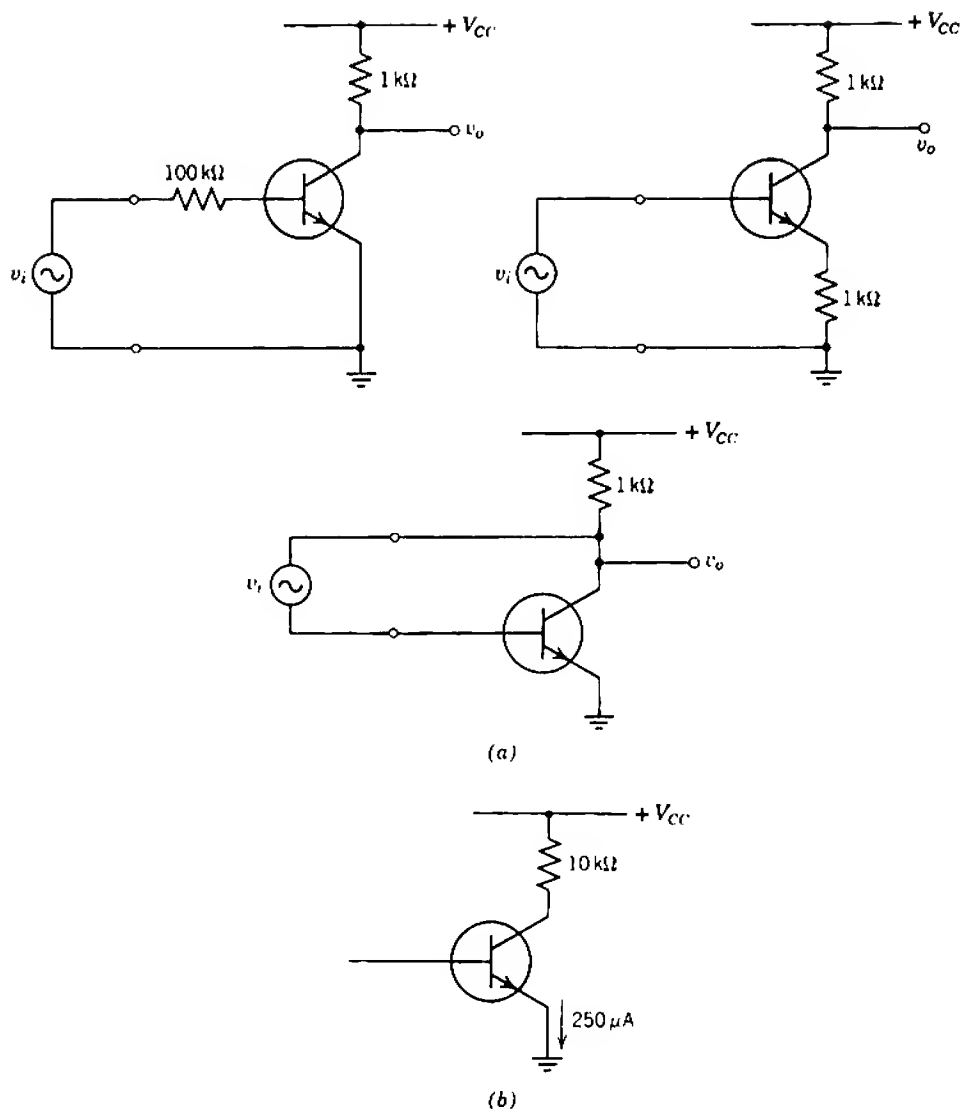 + V_CC
+ V_CC
1 kΩ
1 kΩ
v_o
v_o
100 kΩ
v_i
v_i
1 kΩ
+ V_CC
1 kΩ
v_i
v_o
(a)
+ V_CC
10 kΩ
250 μA
(b)